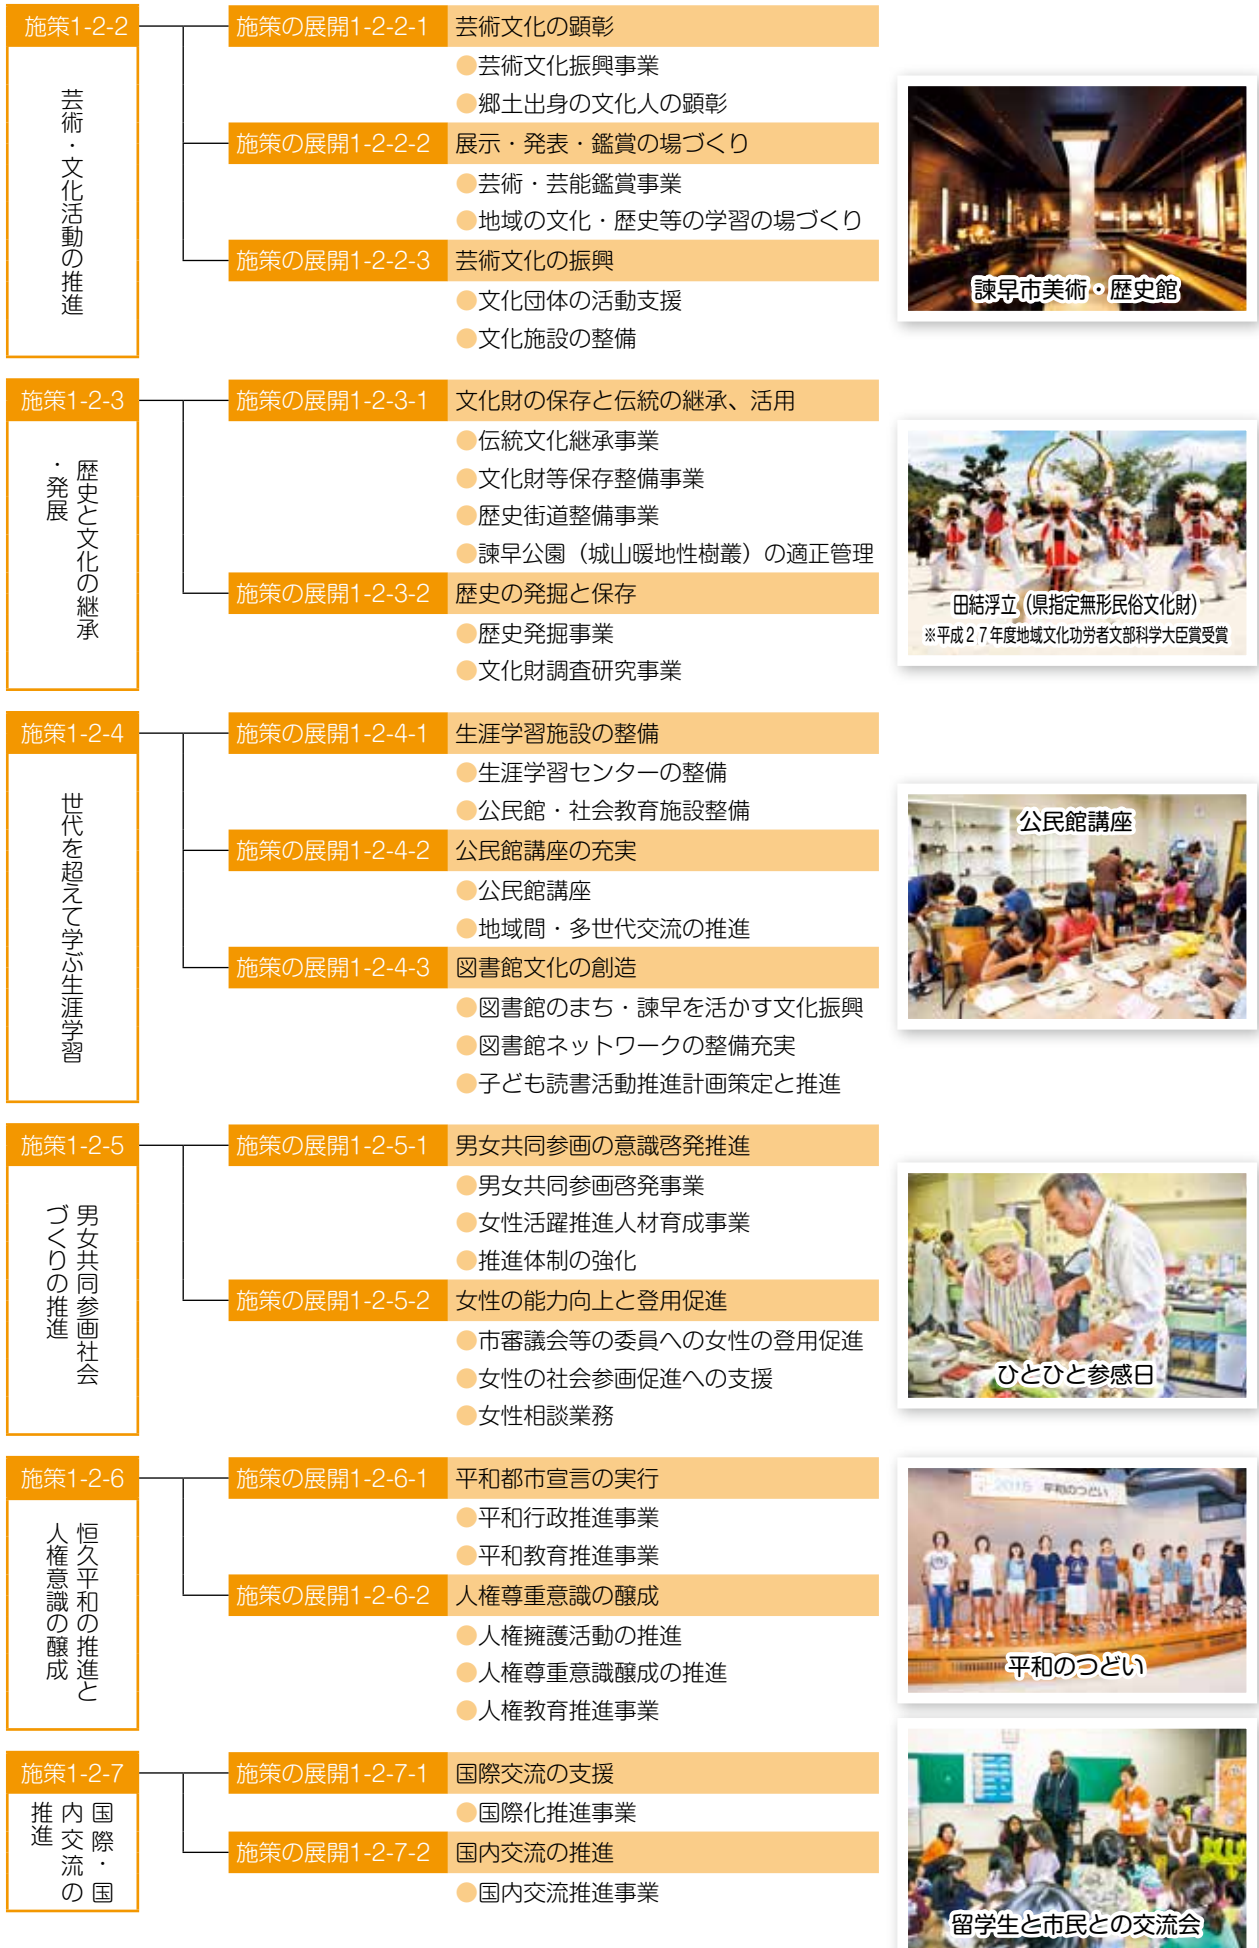 施策1-2-2
芸術・文化活動の推進
施策の展開1-2-2-1 芸術文化の顕彰
●芸術文化振興事業
●郷土出身の文化人の顕彰
施策の展開1-2-2-2 展示・発表・鑑賞の場づくり
●芸術・芸能鑑賞事業
●地域の文化・歴史等の学習の場づくり
施策の展開1-2-2-3 芸術文化の振興
●文化団体の活動支援
●文化施設の整備
諫早市美術・歴史館
施策1-2-3
歴史と文化の継承
・発展
施策の展開1-2-3-1 文化財の保存と伝統の継承、活用
●伝統文化継承事業
●文化財等保存整備事業
●歴史街道整備事業
●諫早公園（城山暖地性樹叢）の適正管理
施策の展開1-2-3-2 歴史の発掘と保存
●歴史発掘事業
●文化財調査研究事業
田結浮立（県指定無形民俗文化財）
※平成27年度地域文化功労者文部科学大臣賞受賞
施策1-2-4
世代を超えて学ぶ生涯学習
施策の展開1-2-4-1 生涯学習施設の整備
●生涯学習センターの整備
●公民館・社会教育施設整備
施策の展開1-2-4-2 公民館講座の充実
●公民館講座
●地域間・多世代交流の推進
施策の展開1-2-4-3 図書館文化の創造
●図書館のまち・諫早を活かす文化振興
●図書館ネットワークの整備充実
●子ども読書活動推進計画策定と推進
公民館講座
施策1-2-5
男女共同参画社会
づくりの推進
施策の展開1-2-5-1 男女共同参画の意識啓発推進
●男女共同参画啓発事業
●女性活躍推進人材育成事業
●推進体制の強化
施策の展開1-2-5-2 女性の能力向上と登用促進
●市審議会等の委員への女性の登用促進
●女性の社会参画促進への支援
●女性相談業務
ひとひと参感日
施策1-2-6
恒久平和の推進と
人権意識の醸成
施策の展開1-2-6-1 平和都市宣言の実行
●平和行政推進事業
●平和教育推進事業
施策の展開1-2-6-2 人権尊重意識の醸成
●人権擁護活動の推進
●人権尊重意識醸成の推進
●人権教育推進事業
2015 平和のつどい
平和のつどい
施策1-2-7
国際・国
内交流の
推進
施策の展開1-2-7-1 国際交流の支援
●国際化推進事業
施策の展開1-2-7-2 国内交流の推進
●国内交流推進事業
留学生と市民との交流会